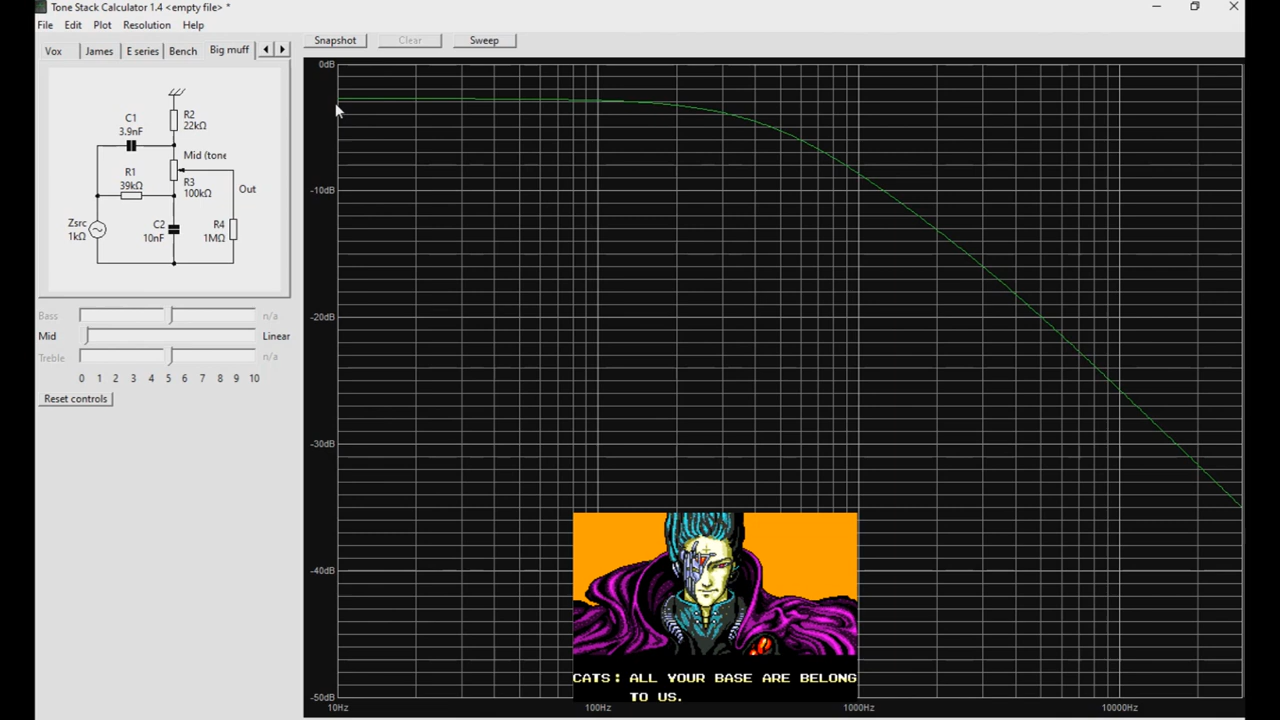 Tone Stack Calculator 1.4 <empty file> *
File Edit Plot Resolution Help
Vox James E series Bench Big muff
Snapshot Clear Sweep
R2
22kΩ
C1
3.9nF
Mid (tone
R1
39kΩ
R3
100kΩ
Out
Zsrc
1kΩ
C2
10nF
R4
1MΩ
Bass n/a
Mid Linear
Treble n/a
0 1 2 3 4 5 6 7 8 9 10
Reset controls
0dB
-10dB
-20dB
-30dB
-40dB
-50dB
10Hz 100Hz 1000Hz 10000Hz
CATS: ALL YOUR BASE ARE BELONG
TO US.